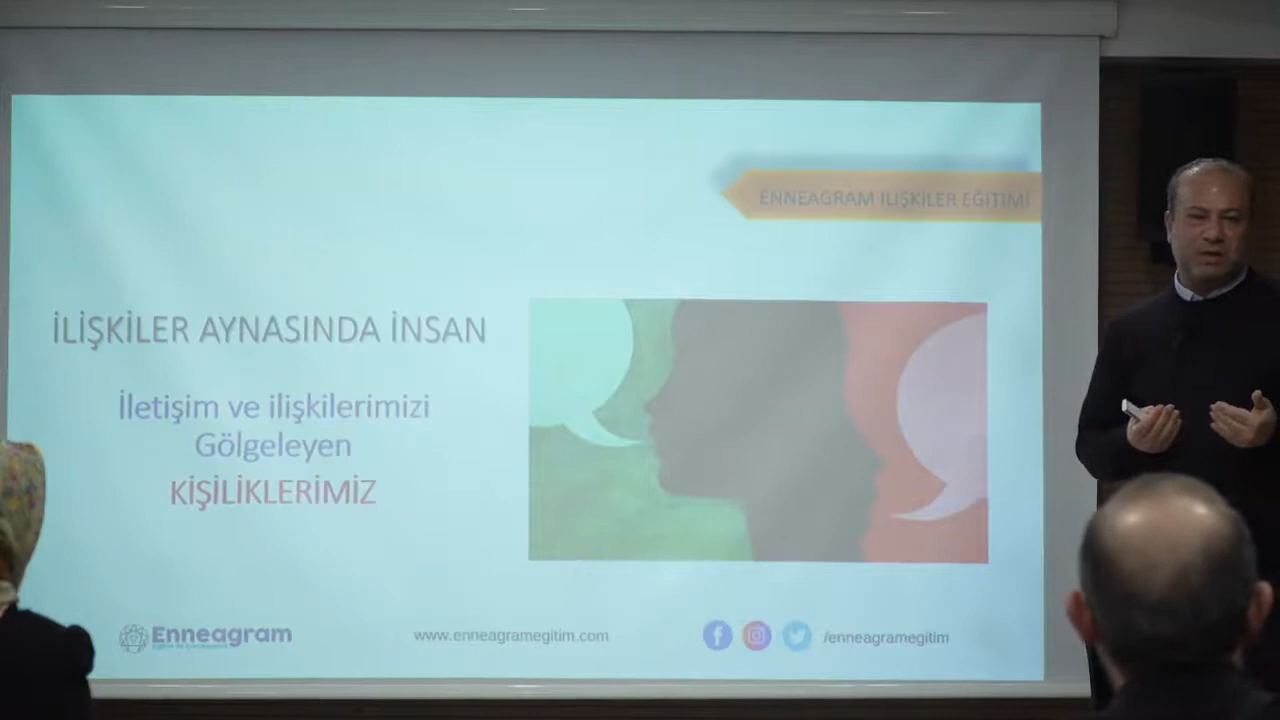 ENNEAGRAM İLİŞKİLER EĞİTİMİ
İLİŞKİLER AYNASINDA İNSAN
İletişim ve ilişkilerimizi
Gölgeleyen
KİŞİLİKLERİMİZ
Enneagram
www.enneagramegitim.com
/enneagramegitim